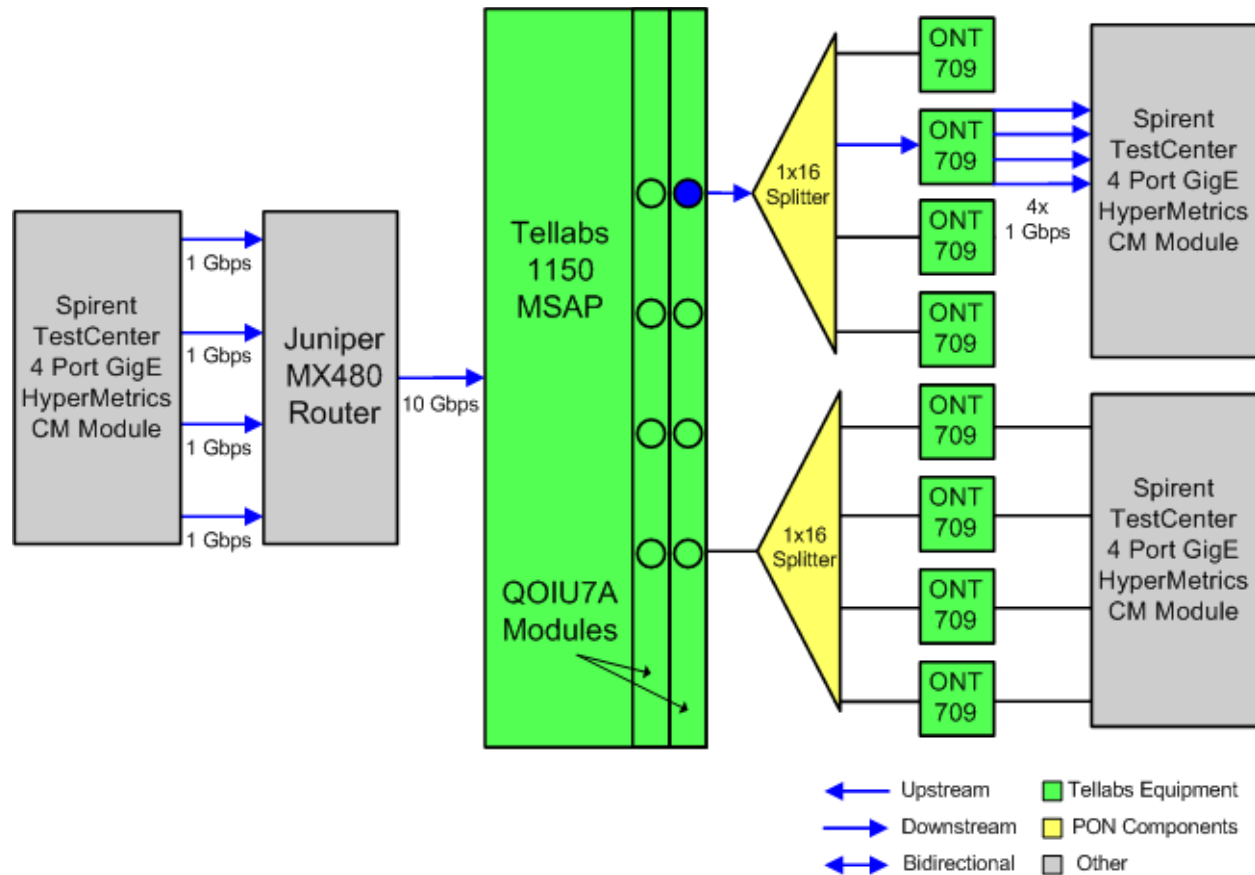 Spirent
TestCenter
4 Port GigE
HyperMetrics
CM Module
1 Gbps
1 Gbps
1 Gbps
1 Gbps
Juniper
MX480
Router
10 Gbps
Tellabs
1150
MSAP
QOIU7A
Modules
1x16
Splitter
1x16
Splitter
ONT
709
ONT
709
ONT
709
ONT
709
ONT
709
ONT
709
ONT
709
ONT
709
4x
1 Gbps
Spirent
TestCenter
4 Port GigE
HyperMetrics
CM Module
Spirent
TestCenter
4 Port GigE
HyperMetrics
CM Module
Upstream
Downstream
Bidirectional
Tellabs Equipment
PON Components
Other